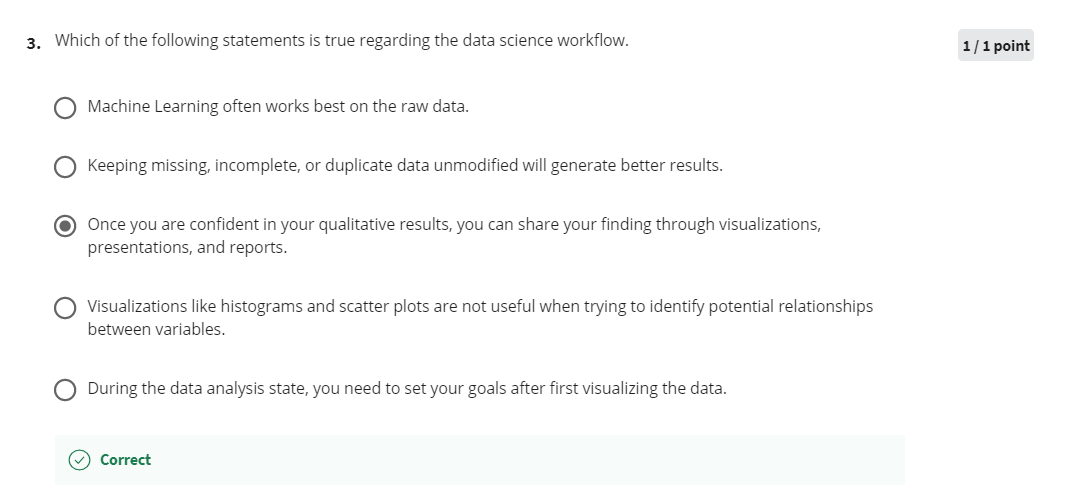 3. Which of the following statements is true regarding the data science workflow.
1 / 1 point
Machine Learning often works best on the raw data.
Keeping missing, incomplete, or duplicate data unmodified will generate better results.
Once you are confident in your qualitative results, you can share your finding through visualizations,
presentations, and reports.
Visualizations like histograms and scatter plots are not useful when trying to identify potential relationships
between variables.
During the data analysis state, you need to set your goals after first visualizing the data.
Correct